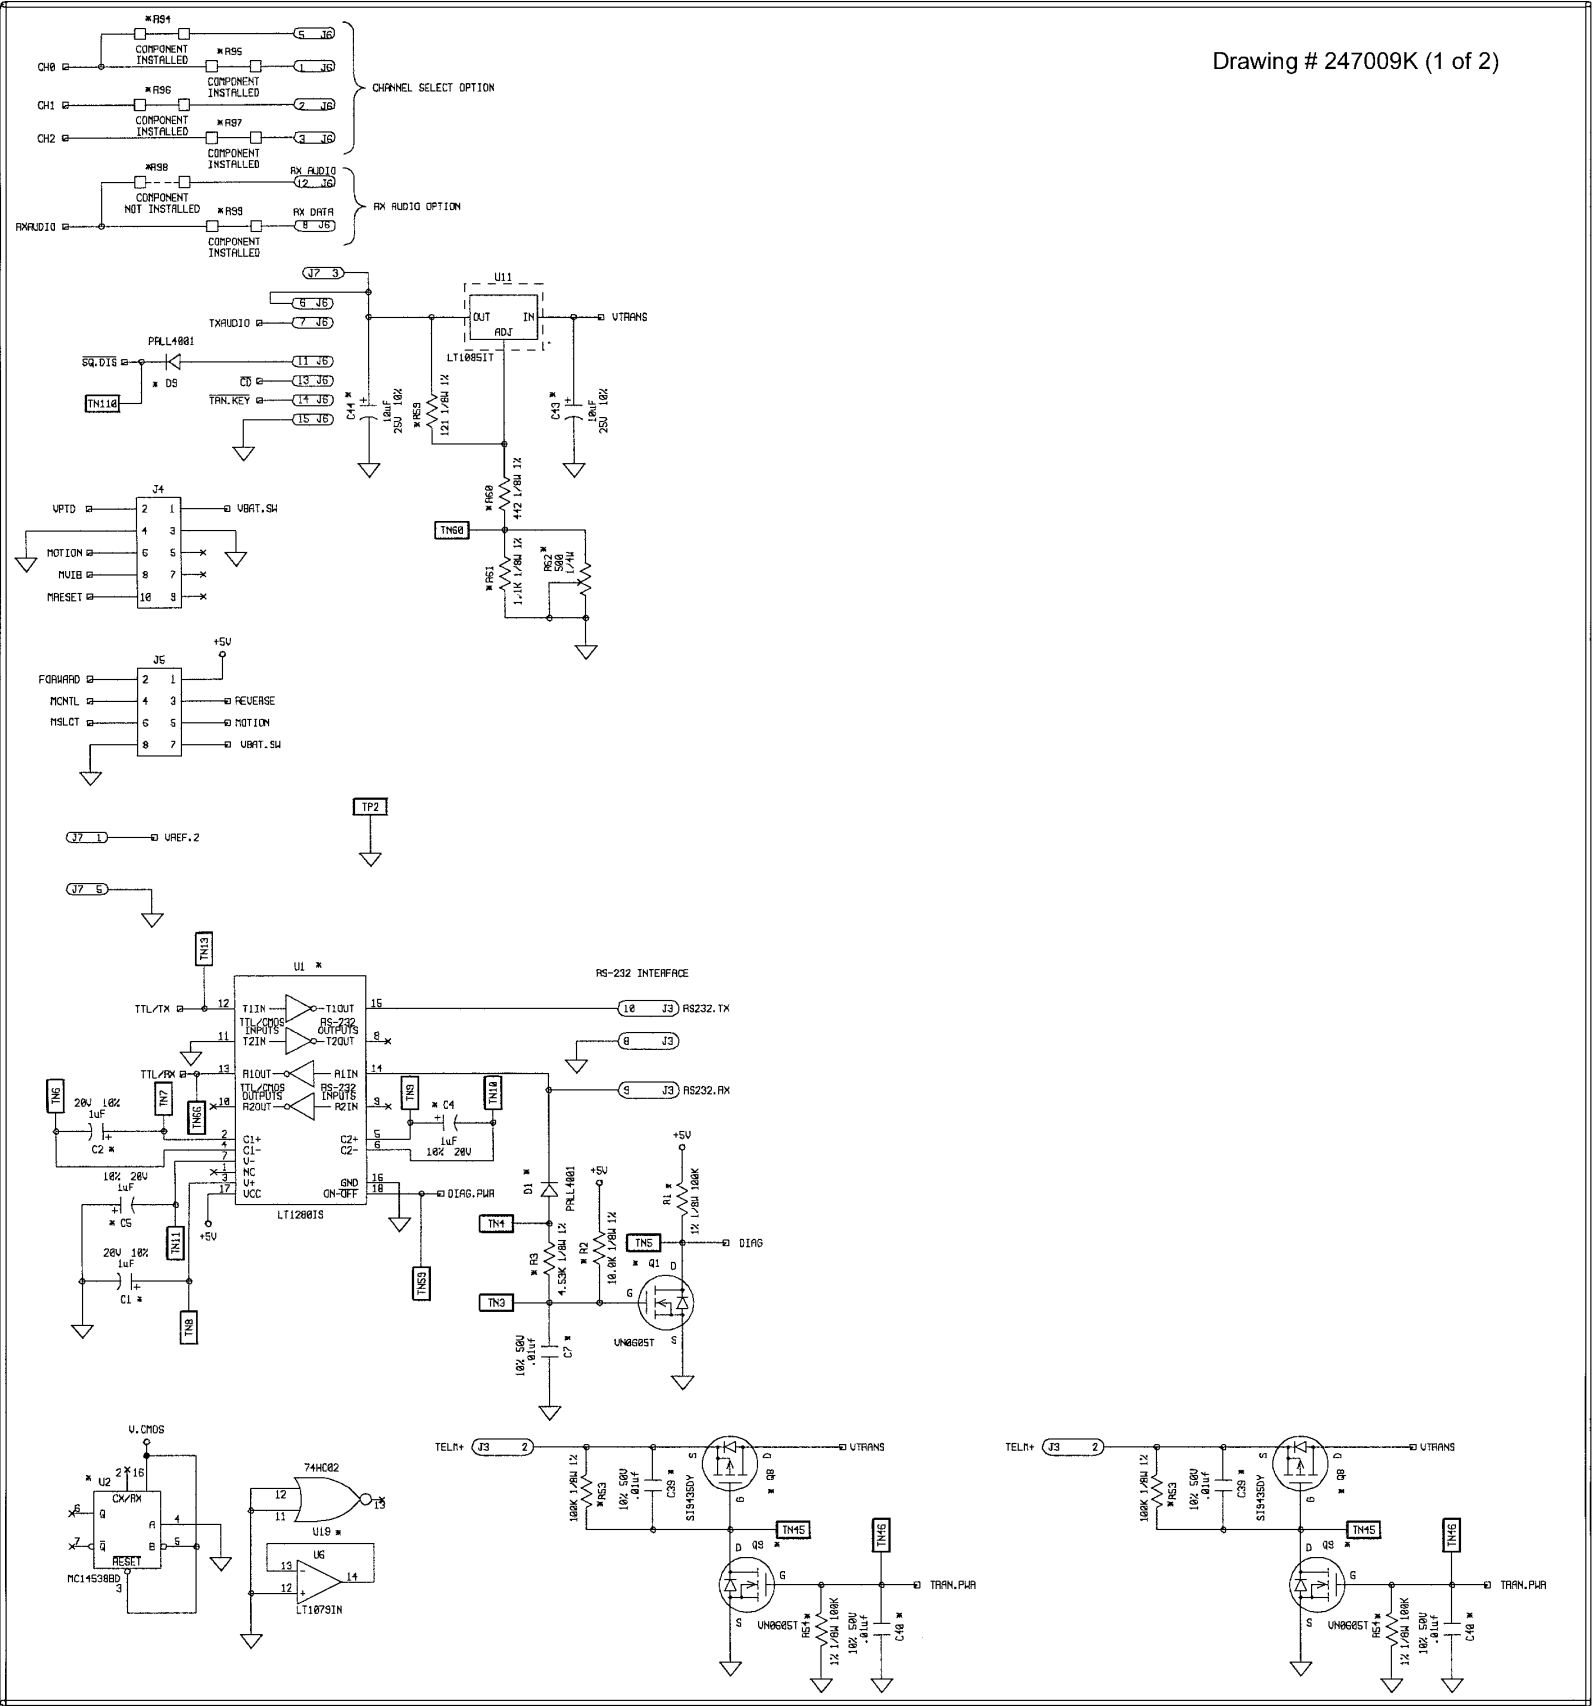 Drawing # 247009K (1 of 2)
*R94
5 J6
COMPONENT
INSTALLED
*R95
CH0
1 J6
COMPONENT
INSTALLED
CHANNEL SELECT OPTION
*R96
CH1
2 J6
COMPONENT
INSTALLED
*R97
CH2
3 J6
COMPONENT
INSTALLED
*R98
RX AUDIO
12 J6
COMPONENT
NOT INSTALLED
RX AUDIO OPTION
*R99
RX DATA
RXAUDIO
8 J6
COMPONENT
INSTALLED
J7 3
U11
6 J6
OUT IN
ADJ
VTRANS
TXAUDIO
7 J6
LT1085IT
PRLL4001
SQ.DIS
11 J6
* D9
CD
13 J6
TN110
TRN.KEY
14 J6
15 J6
C44 *
10uF
25V 10%
*R59
121 1/8W 1%
C43 *
10uF
25V 10%
*R60
442 1/8W 1%
TN60
*R61
1.1K 1/8W 1%
R62 *
500
1/4W
J4
VPTD
2 1
VBAT.SW
4 3
MOTION
6 5
MVIB
8 7
MRESET
10 9
+5V
J5
FORWARD
2 1
MCNTL
4 3
REVERSE
MSLCT
6 5
MOTION
8 7
VBAT.SW
TP2
J7 1
VREF.2
J7 5
TN13
U1 *
RS-232 INTERFACE
TTL/TX
12
T1IN
T1OUT
15
10 J3
RS232.TX
TTL/CMOS
INPUTS
RS-232
OUTPUTS
11
T2IN
T2OUT
8
8 J3
TTL/RX
13
R1OUT
R1IN
14
9 J3
RS232.RX
TTL/CMOS
OUTPUTS
RS-232
INPUTS
10
R2OUT
R2IN
9
TN6
TN7
TN66
TN9
TN10
20V 10%
1uF
C2 *
* C4
1uF
10% 20V
2 C1+
4 C1-
7 V-
1 NC
3 V+
17 VCC
C2+ 5
C2- 6
GND 16
ON-OFF 18
DIAG.PWR
LT1280IS
10% 20V
1uF
* C5
TN11
+5V
20V 10%
1uF
C1 *
TN8
TN59
D1 *
PRLL4001
TN4
* R3
4.53K 1/8W 1%
+5V
* R2
10.0K 1/8W 1%
+5V
R1 *
1% 1/8W 100K
TN5
DIAG
* Q1
D
G
S
VN0605T
TN3
10% 50V
.01uf
C7 *
V.CMOS
* U2
2 16
CX/RX
6 Q
A 4
7 Q
B 5
RESET
MC14538BD
3
74HC02
12
11
13
U19 *
U6
13
12
14
LT1079IN
TELM+
J3 2
100K 1/8W 1%
*R53
10% 50V
.01uf
C39 *
S
D
G
SI9435DY
Q8 *
VTRANS
TN45
D
Q9 *
G
S
VN0605T
TN46
TRAN.PWR
R54 *
1% 1/8W 100K
10% 50V
.01uf
C40 *
TELM+
J3 2
100K 1/8W 1%
*R53
10% 50V
.01uf
C39 *
S
D
G
SI9435DY
Q8 *
VTRANS
TN45
D
Q9 *
G
S
VN0605T
TN46
TRAN.PWR
R54 *
1% 1/8W 100K
10% 50V
.01uf
C40 *